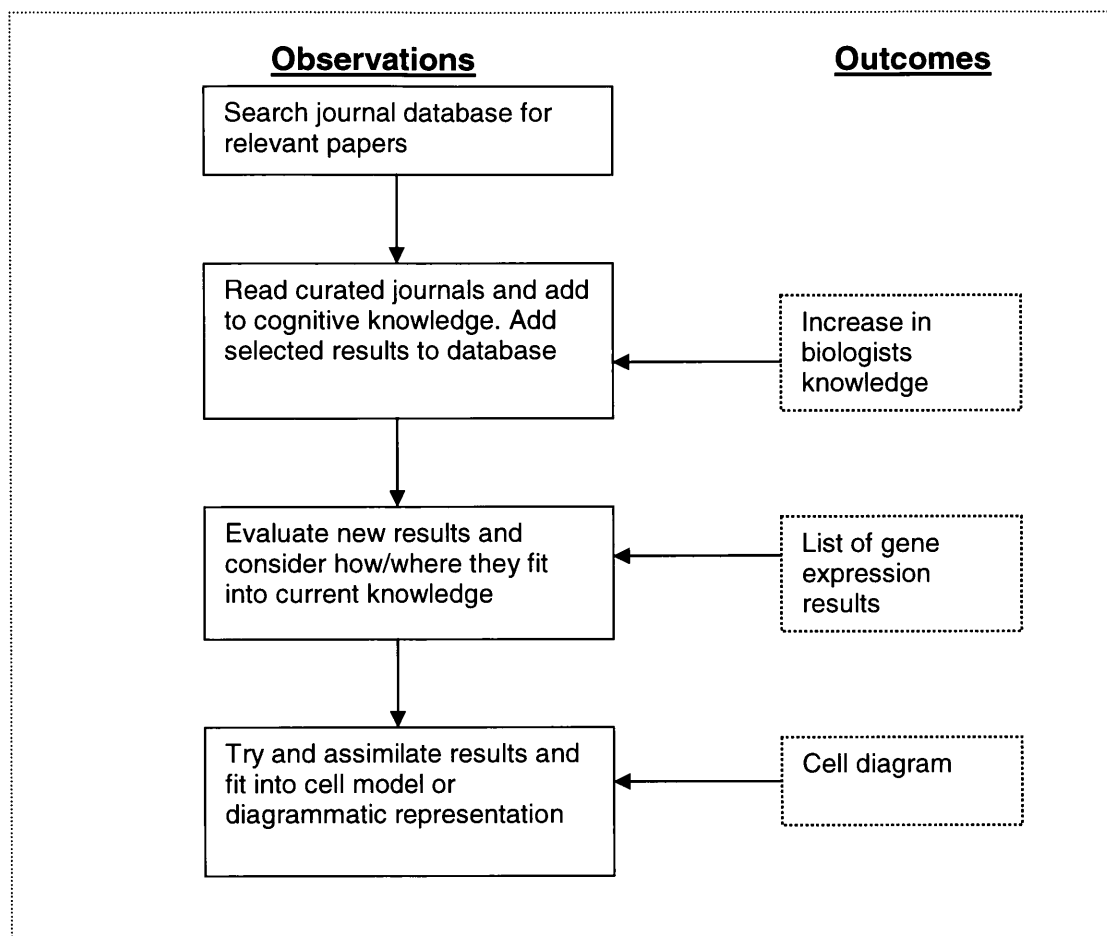 Observations
Outcomes
Search journal database for
relevant papers
Read curated journals and add
to cognitive knowledge. Add
selected results to database
Increase in
biologists
knowledge
Evaluate new results and
consider how/where they fit
into current knowledge
List of gene
expression
results
Try and assimilate results and
fit into cell model or
diagrammatic representation
Cell diagram